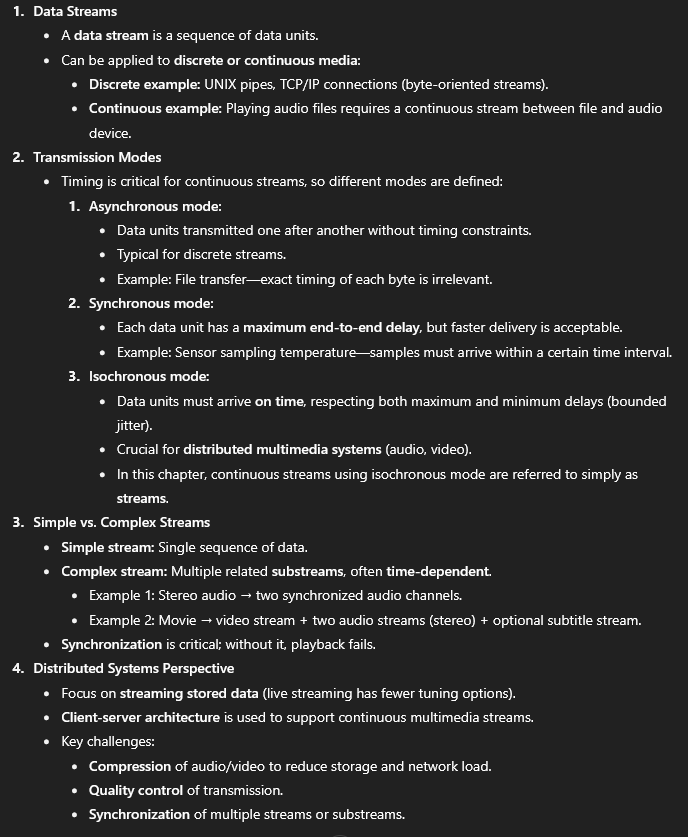 1. Data Streams
• A data stream is a sequence of data units.
• Can be applied to discrete or continuous media:
• Discrete example: UNIX pipes, TCP/IP connections (byte-oriented streams).
• Continuous example: Playing audio files requires a continuous stream between file and audio
device.
2. Transmission Modes
• Timing is critical for continuous streams, so different modes are defined:
1. Asynchronous mode:
• Data units transmitted one after another without timing constraints.
• Typical for discrete streams.
• Example: File transfer—exact timing of each byte is irrelevant.
2. Synchronous mode:
• Each data unit has a maximum end-to-end delay, but faster delivery is acceptable.
• Example: Sensor sampling temperature—samples must arrive within a certain time interval.
3. Isochronous mode:
• Data units must arrive on time, respecting both maximum and minimum delays (bounded
jitter).
• Crucial for distributed multimedia systems (audio, video).
• In this chapter, continuous streams using isochronous mode are referred to simply as
streams.
3. Simple vs. Complex Streams
• Simple stream: Single sequence of data.
• Complex stream: Multiple related substreams, often time-dependent.
• Example 1: Stereo audio → two synchronized audio channels.
• Example 2: Movie → video stream + two audio streams (stereo) + optional subtitle stream.
• Synchronization is critical; without it, playback fails.
4. Distributed Systems Perspective
• Focus on streaming stored data (live streaming has fewer tuning options).
• Client-server architecture is used to support continuous multimedia streams.
• Key challenges:
• Compression of audio/video to reduce storage and network load.
• Quality control of transmission.
• Synchronization of multiple streams or substreams.